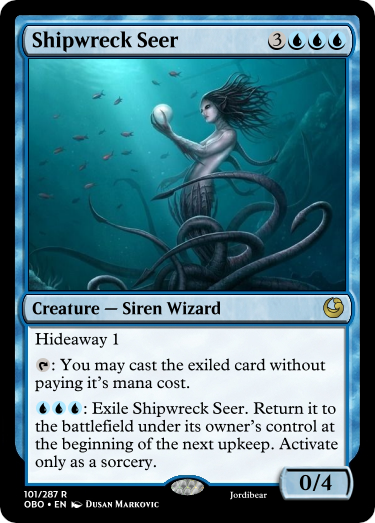 Shipwreck Seer 3
Creature — Siren Wizard
Hideaway 1
: You may cast the exiled card without
paying it's mana cost.
: Exile Shipwreck Seer. Return it to
the battlefield under its owner's control at
the beginning of the next upkeep. Activate
only as a sorcery.
0/4
101/287 R
OBO • EN Dusan Markovic
Jordibear